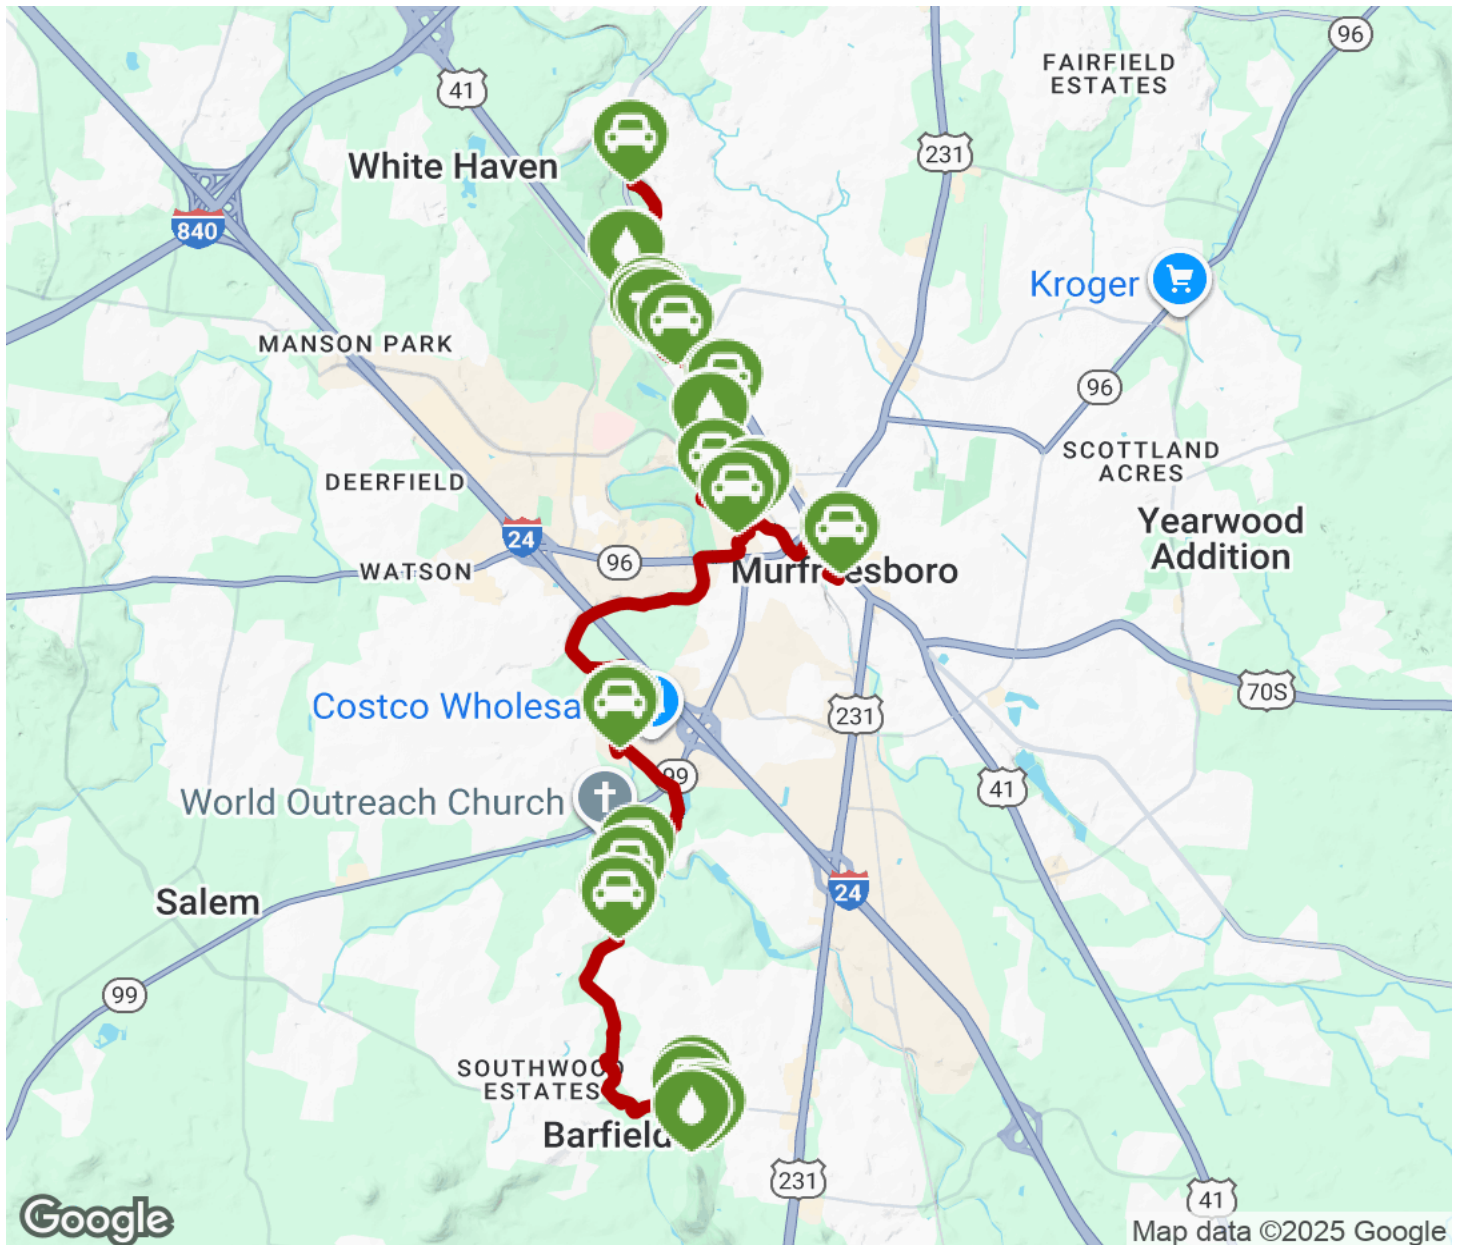 96
FAIRFIELD
ESTATES
41
231
White Haven
840
Kroger
MANSON PARK
96
SCOTTLAND
ACRES
DEERFIELD
Yearwood
Addition
24
96
WATSON
Murfreesboro
70S
Costco Wholesa
231
99
41
World Outreach Church
24
Salem
99
SOUTHWOOD
ESTATES
Barfield
231
41
Google
Map data ©2025 Google